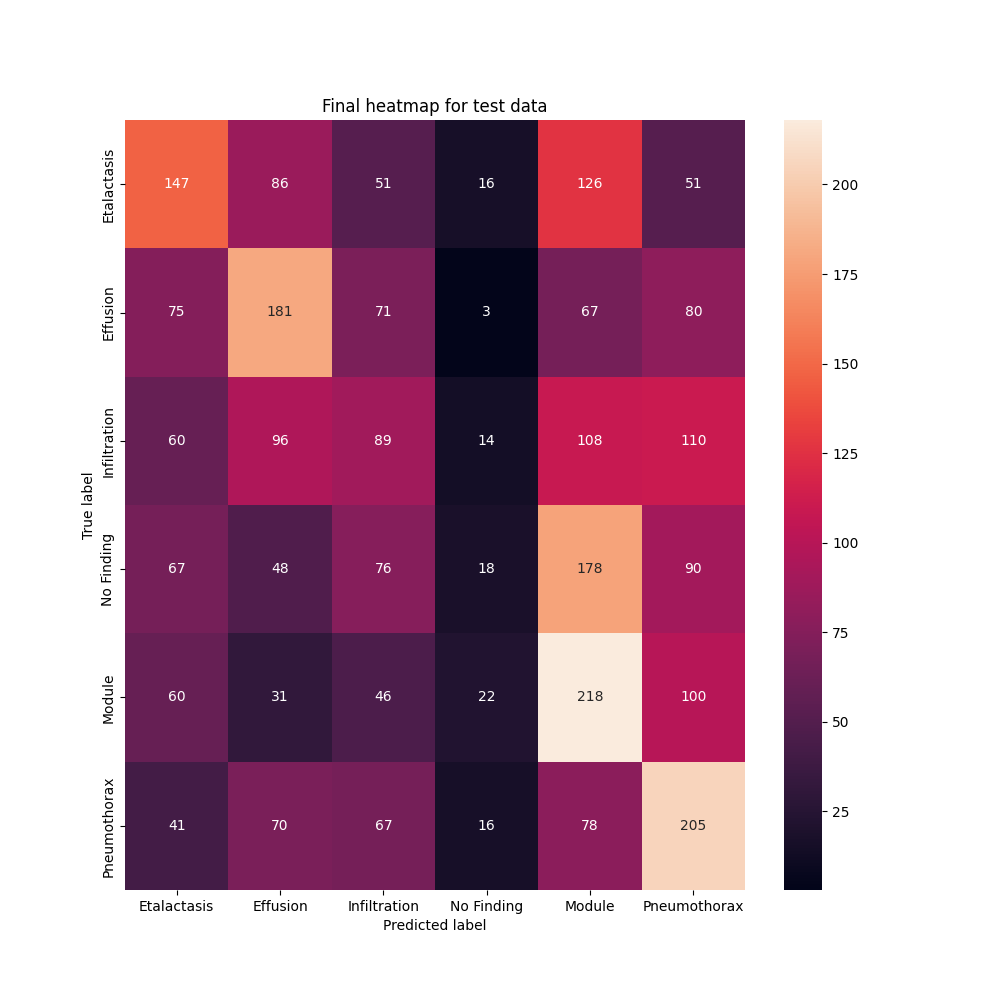 Final heatmap for test data
Etalactasis 147 86 51 16 126 51
Effusion 75 181 71 3 67 80
Infiltration 60 96 89 14 108 110
No Finding 67 48 76 18 178 90
Module 60 31 46 22 218 100
Pneumothorax 41 70 67 16 78 205
True label
Etalactasis Effusion Infiltration No Finding Module Pneumothorax
Predicted label
200
175
150
125
100
75
50
25